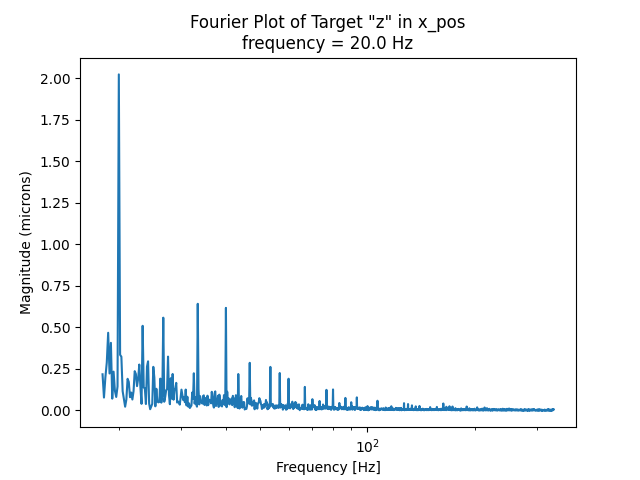 Fourier Plot of Target "z" in x_pos
frequency = 20.0 Hz
2.00
1.75
1.50
1.25
1.00
0.75
0.50
0.25
0.00
Magnitude (microns)
10²
Frequency [Hz]